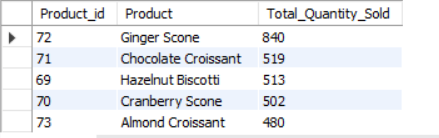 Product_id Product Total_Quantity_Sold
72 Ginger Scone 840
71 Chocolate Croissant 519
69 Hazelnut Biscotti 513
70 Cranberry Scone 502
73 Almond Croissant 480